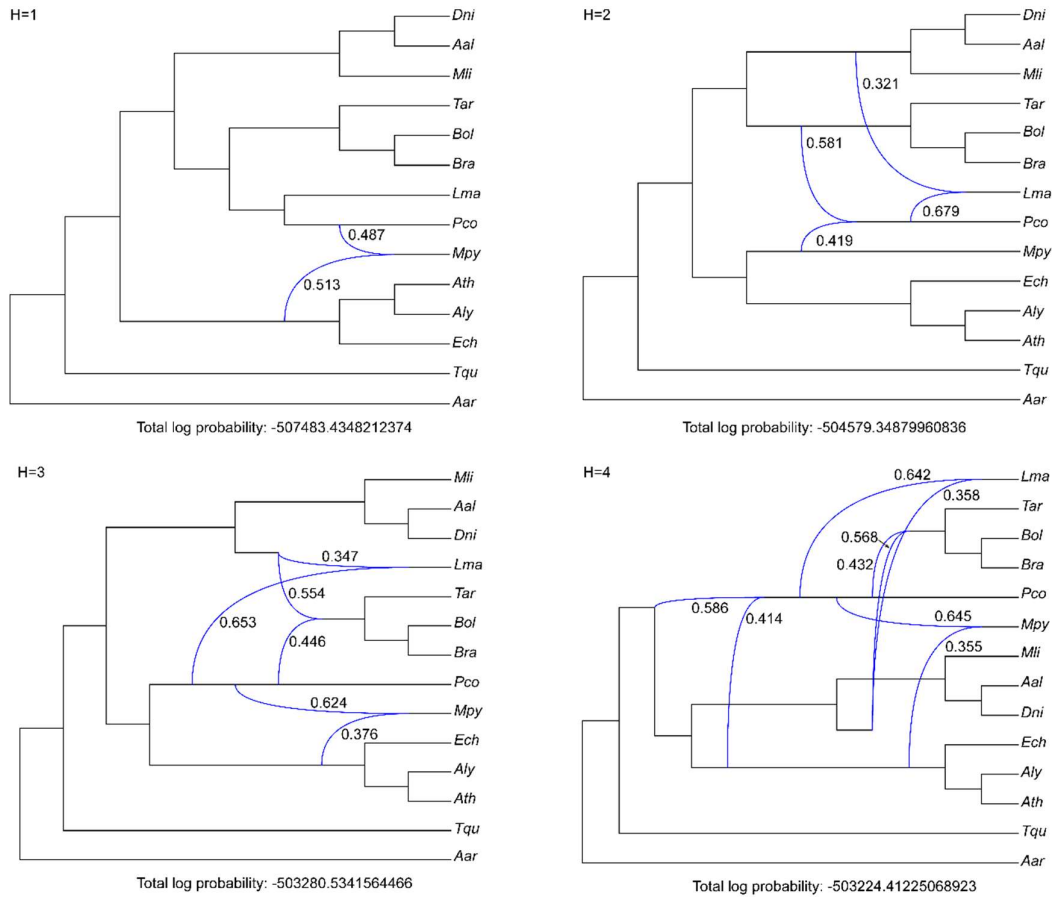 H=1
Dni
Aal
Mli
Tar
Bol
Bra
Lma
Pco
0.487
Mpy
0.513
Ath
Aly
Ech
Tqu
Aar
Total log probability: -507483.4348212374
H=2
Dni
Aal
Mli
0.321
Tar
Bol
0.581
Bra
Lma
0.679
Pco
0.419
Mpy
Ech
Aly
Ath
Tqu
Aar
Total log probability: -504579.34879960836
H=3
Mli
Aal
Dni
0.347
Lma
0.554
Tar
0.653
Bol
0.446
Bra
Pco
0.624
Mpy
0.376
Ech
Aly
Ath
Tqu
Aar
Total log probability: -503280.5341564466
H=4
0.642
Lma
0.358
Tar
0.568
Bol
0.432
Bra
Pco
0.586
0.414
0.645
Mpy
0.355
Mli
Aal
Dni
Ech
Aly
Ath
Tqu
Aar
Total log probability: -503224.41225068923